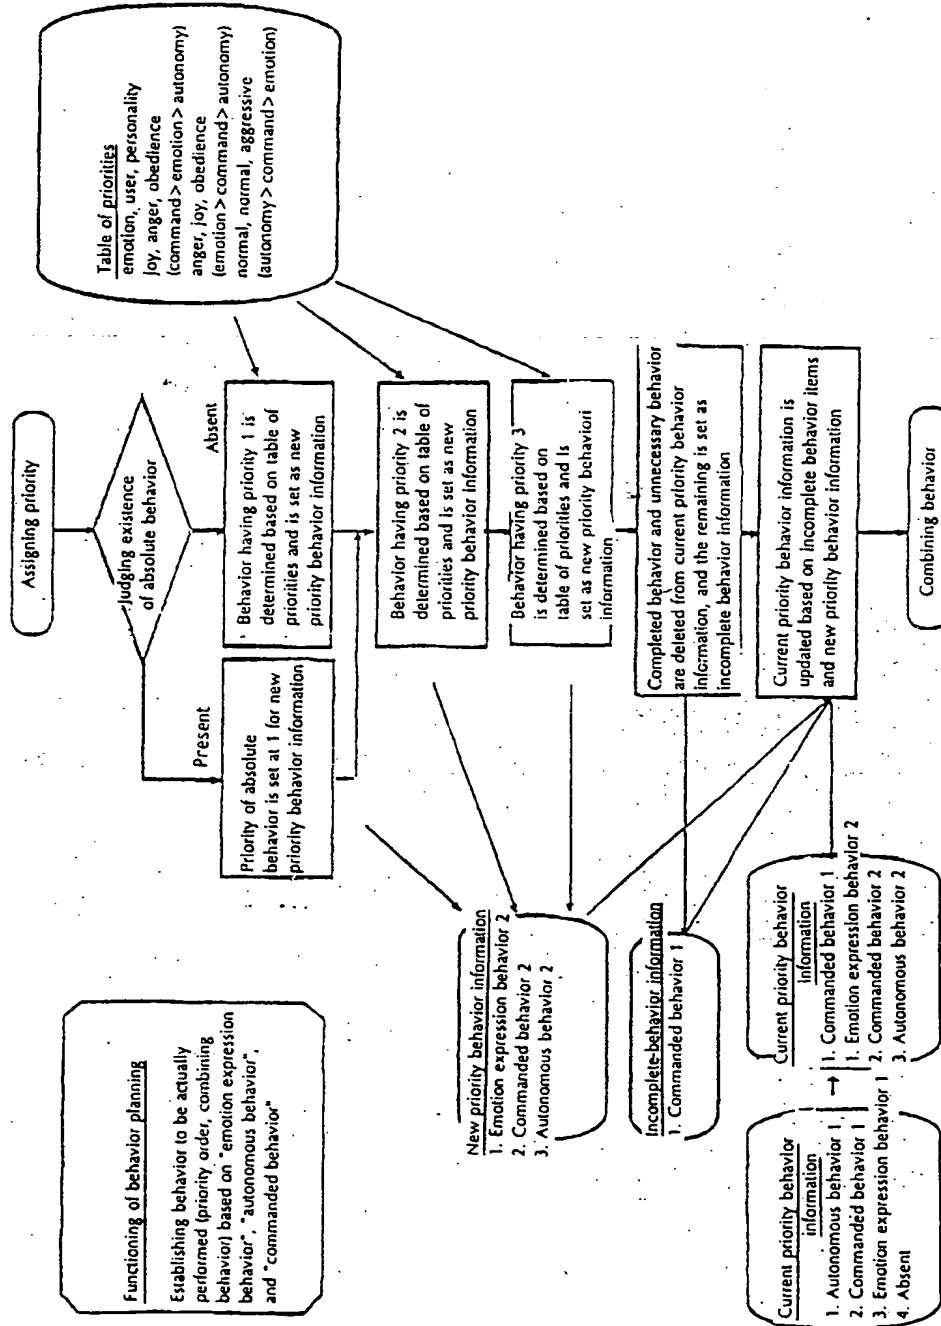 Functioning of behavior planning
Establishing behavior to be actually
performed (priority order, combining
behavior) based on "emotion expression
behavior", "autonomous behavior",
and "commanded behavior"
Assigning priority
Judging existence
of absolute behavior
Present
Absent
Priority of absolute
behavior is set at 1 for new
priority behavior information
Behavior having priority 1 is
determined based on table of
priorities and is set as new
priority behavior information
Table of priorities
emotion, user, personality
joy, anger, obedience
(command> emotion> autonomy)
anger, joy, obedience
(emotion> command> autonomy)
normal, normal, aggressive
(autonomy> command> emotion)
Behavior having priority 2 is
determined based on table of
priorities and is set as new
priority behavior information
Behavior having priority 3
is determined based on
table of priorities and is
set as new priority behaviori
information
New priority behavior information
1. Emotion expression behavior 2
2. Commanded behavior 2
3. Autonomous behavior 2
Completed behavior and unnecessary behavior
are deleted from current priority behavior
information, and the remaining is set as
incomplete behavior information
Incomplete-behavior information
1. Commanded behavior 1
Current priority behavior information is
updated based on incomplete behavior items
and new priority behavior information
Current priority behavior
information
1. Autonomous behavior 1
2. Commanded behavior 1
3. Emotion expression behavior 1
4. Absent
→
Current priority behavior
Information
1. Commanded behavior 1
1. Emotion expression behavior 2
2. Commanded behavior 2
3. Autonomous behavior 2
Combining behavior